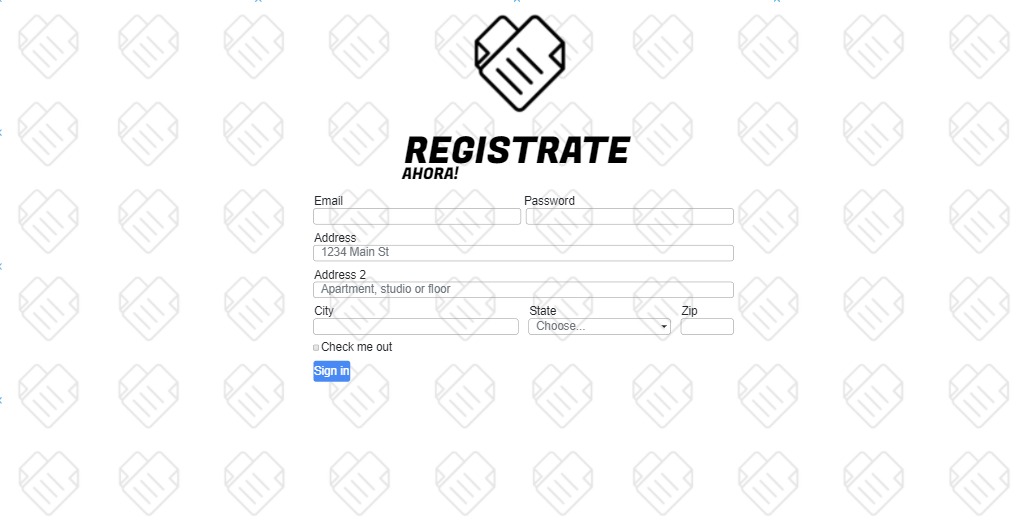 REGISTRATE
AHORA!
Email Password
Address
1234 Main St
Address 2
Apartment, studio or floor
City State Zip
Choose...
Check me out
Sign in